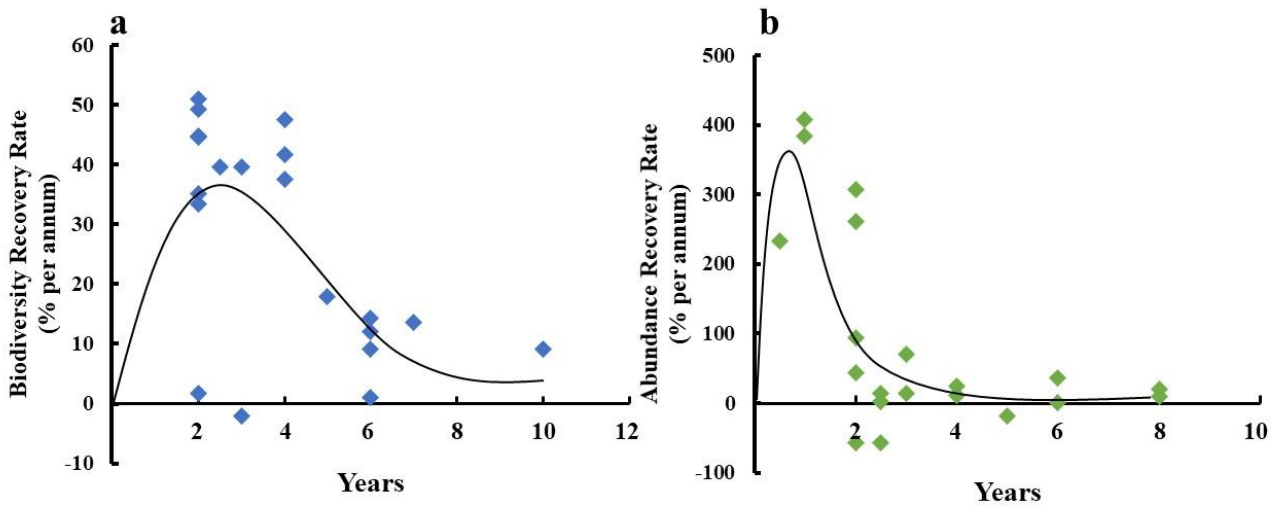 a
Biodiversity Recovery Rate
(% per annum)
60
50
40
30
20
10
0
-10
2 4 6 8 10 12
Years
b
Abundance Recovery Rate
(% per annum)
500
400
300
200
100
0
-100
2 4 6 8 10
Years